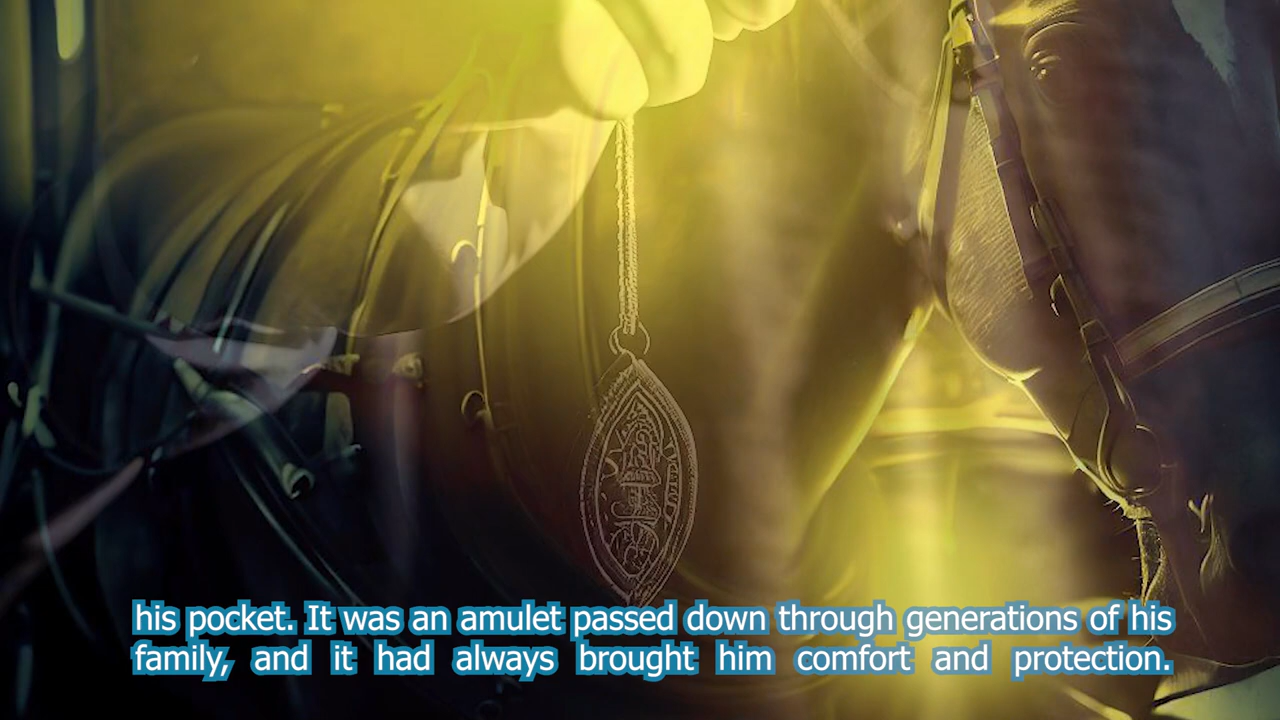 his pocket. It was an amulet passed down through generations of his
family, and it had always brought him comfort and protection.